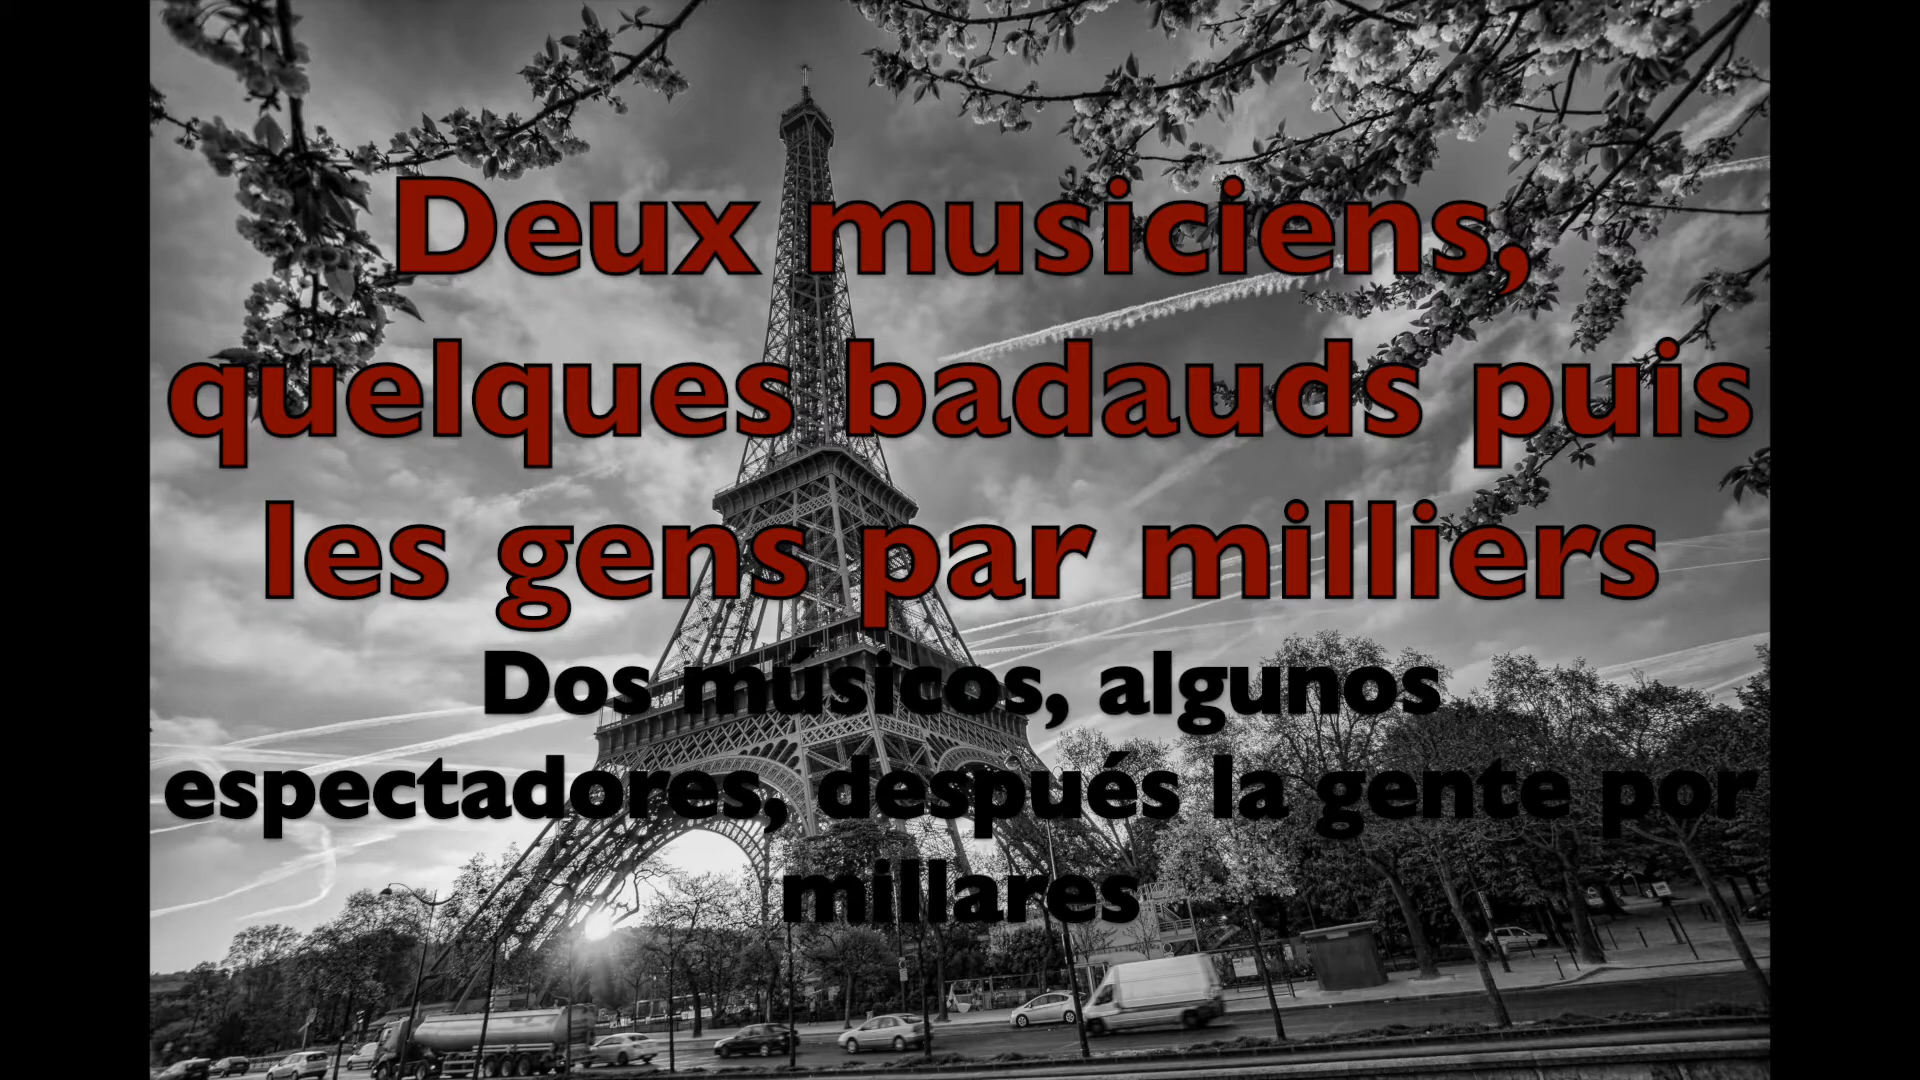 Deux musiciens,
quelques badauds puis
les gens par milliers
Dos músicos, algunos
espectadores, después la gente por
millares